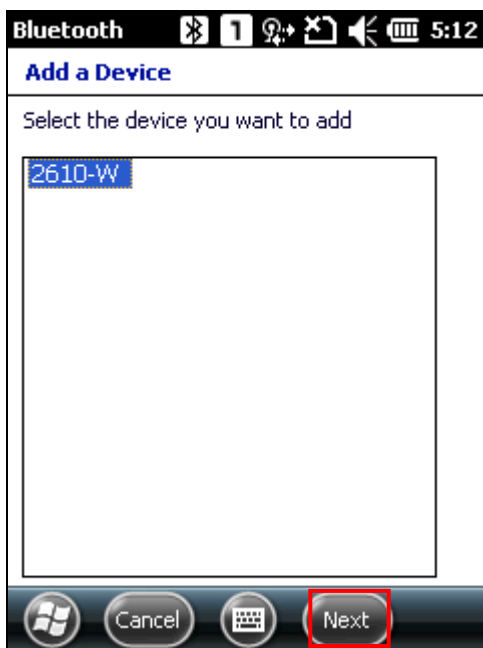 Bluetooth 1 5:12
Add a Device
Select the device you want to add
2610-W
Cancel Next